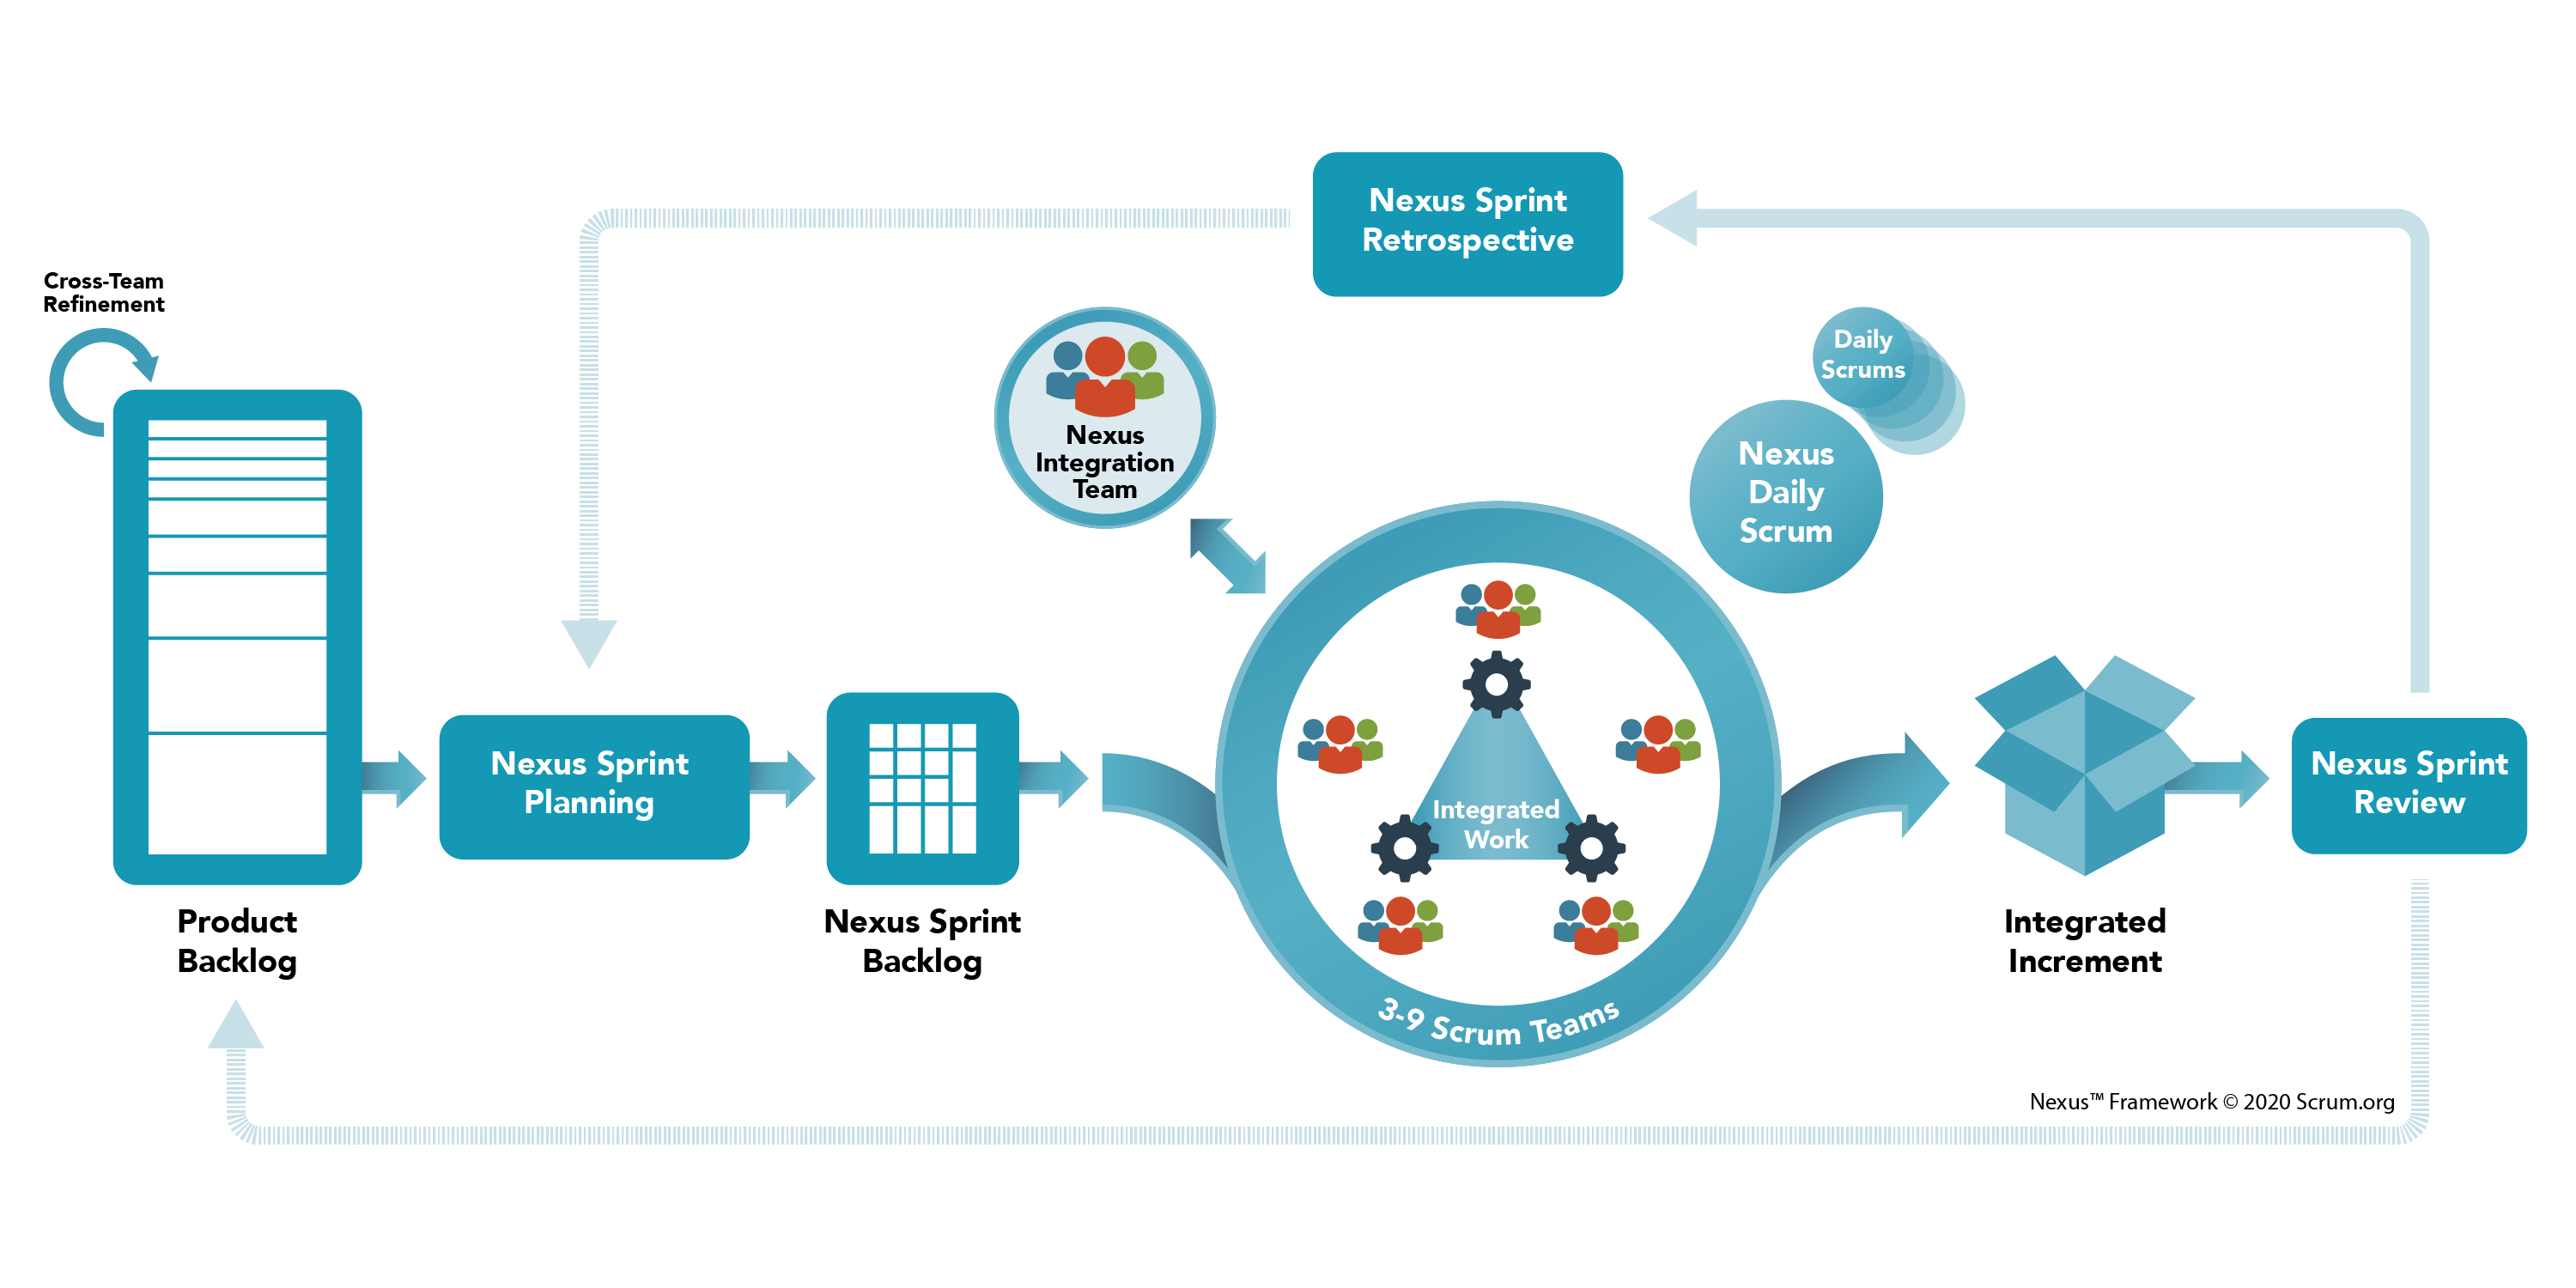 Nexus Sprint
Retrospective
Cross-Team
Refinement
Daily
Scrums
Nexus
Integration
Team
Nexus
Daily
Scrum
Nexus Sprint
Planning
Integrated
Work
Nexus Sprint
Review
Product
Backlog
Nexus Sprint
Backlog
Integrated
Increment
3-9 Scrum Teams
Nexus™ Framework © 2020 Scrum.org